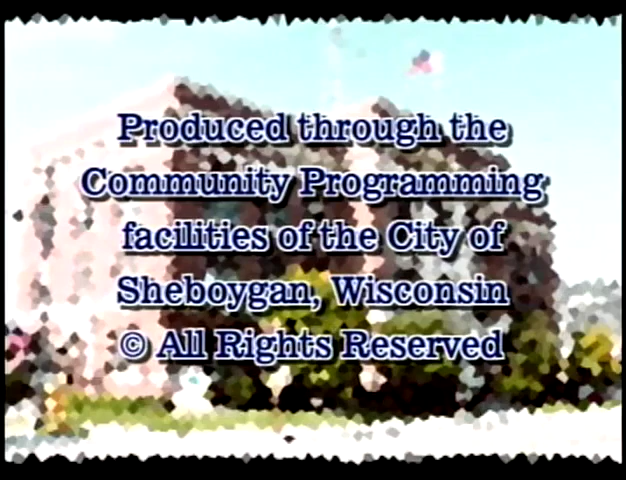 Produced through the
Community Programming
facilities of the City of
Sheboygan, Wisconsin
© All Rights Reserved